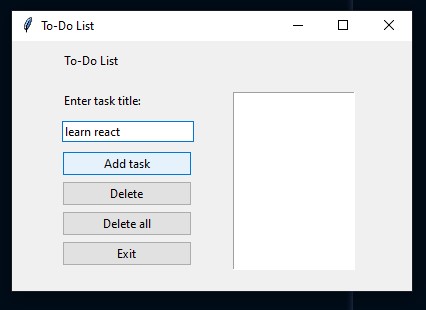 To-Do List
To-Do List
Enter task title:
learn react
Add task
Delete
Delete all
Exit